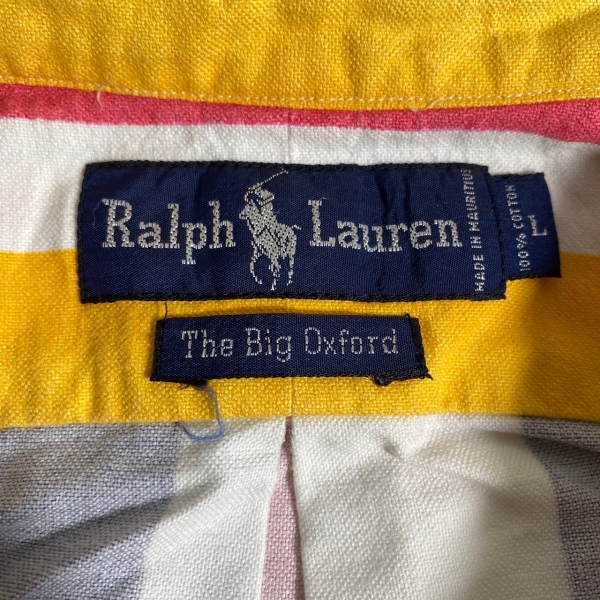 Ralph Lauren
MADE IN MAURITIUS
100% COTTON
L
The Big Oxford